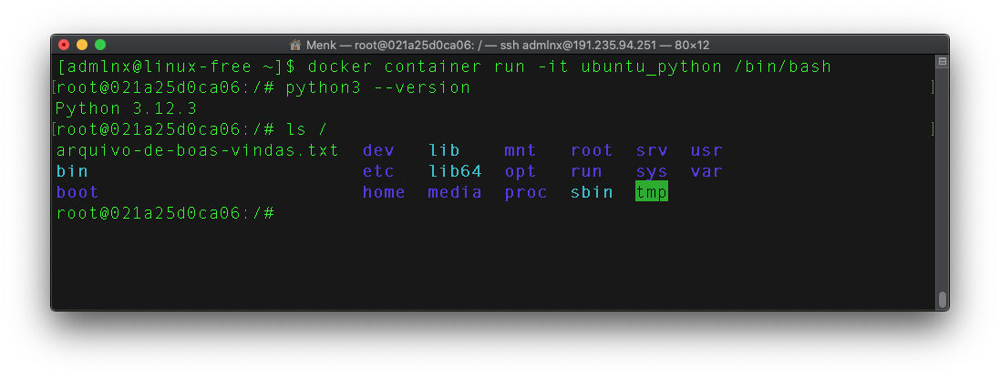 Menk — root@021a25d0ca06: / — ssh admlnx@191.235.94.251 — 80×12
[admlnx@linux-free ~]$ docker container run -it ubuntu_python /bin/bash
[root@021a25d0ca06:/# python3 --version ]
Python 3.12.3
[root@021a25d0ca06:/# ls / ]
arquivo-de-boas-vindas.txt  dev   lib    mnt   root  srv  usr
bin                         etc   lib64  opt   run   sys  var
boot                        home  media  proc  sbin  tmp
root@021a25d0ca06:/#